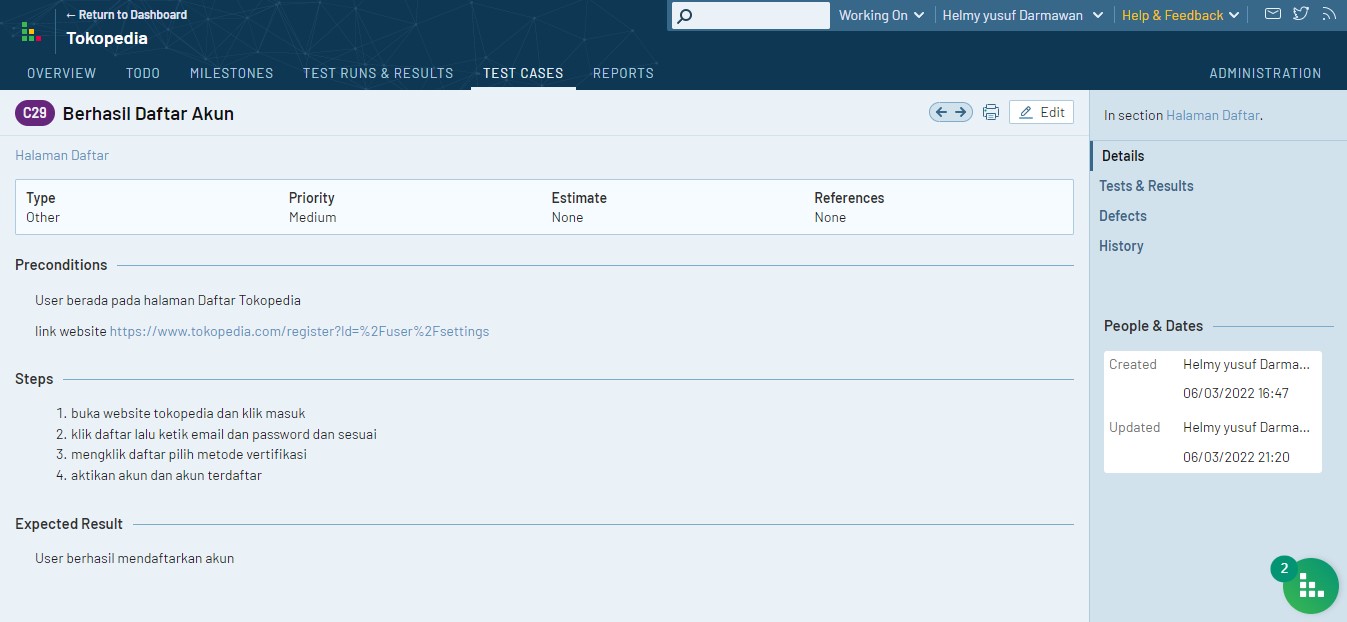 ← Return to Dashboard
Tokopedia
Working On
Helmy yusuf Darmawan
Help & Feedback
OVERVIEW TODO MILESTONES TEST RUNS & RESULTS TEST CASES REPORTS ADMINISTRATION
C29 Berhasil Daftar Akun
Edit
Halaman Daftar
Type Priority Estimate References
Other Medium None None
Preconditions
User berada pada halaman Daftar Tokopedia
link website https://www.tokopedia.com/register?ld=%2Fuser%2Fsettings
Steps
1. buka website tokopedia dan klik masuk
2. klik daftar lalu ketik email dan password dan sesuai
3. mengklik daftar pilih metode vertifikasi
4. aktikan akun dan akun terdaftar
Expected Result
User berhasil mendaftarkan akun
In section Halaman Daftar.
Details
Tests & Results
Defects
History
People & Dates
Created Helmy yusuf Darma...
06/03/2022 16:47
Updated Helmy yusuf Darma...
06/03/2022 21:20
2